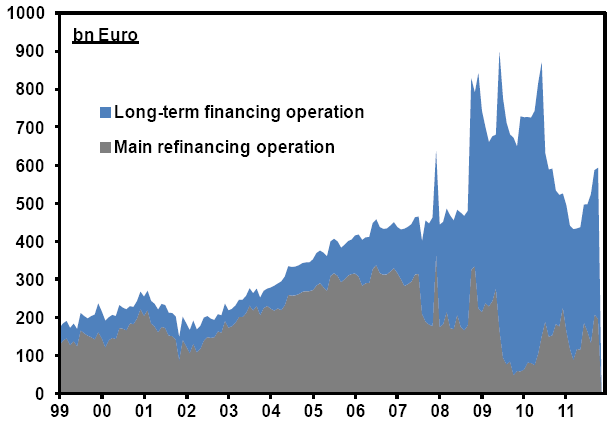 1000
bn Euro
900
800
Long-term financing operation
700
Main refinancing operation
600
500
400
300
200
100
0
99 00 01 02 03 04 05 06 07 08 09 10 11